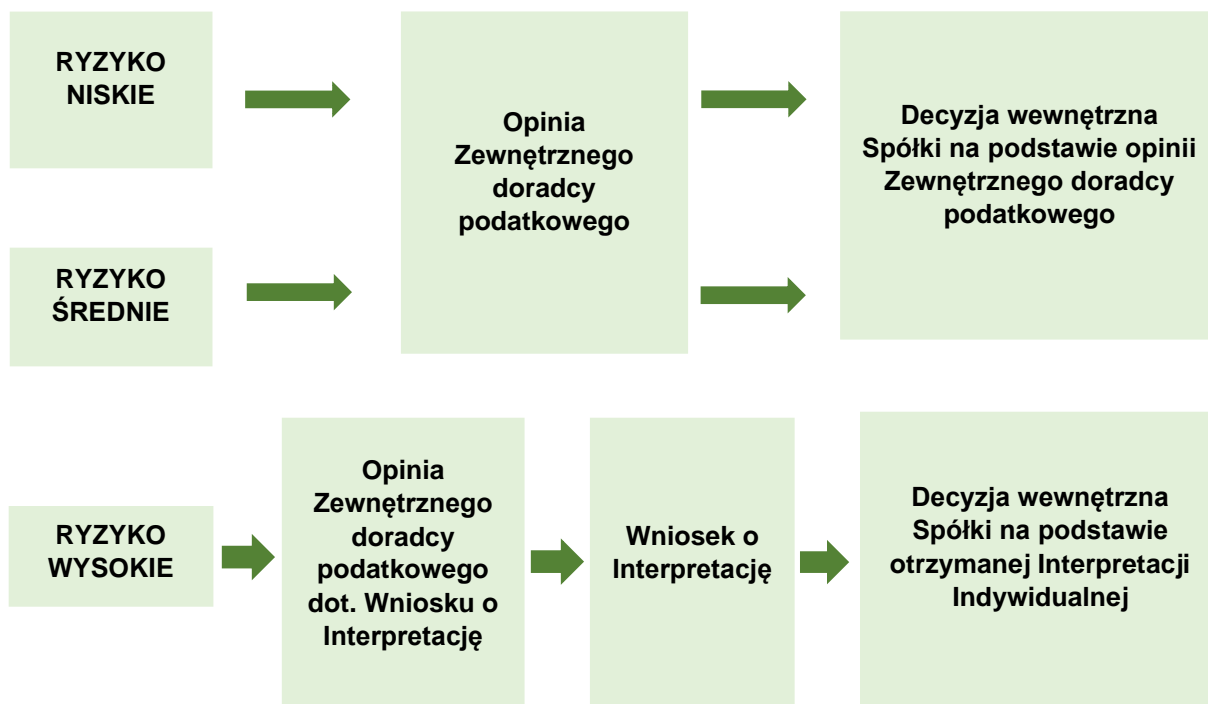 RYZYKO
NISKIE
Opinia
Zewnętrznego
doradcy
podatkowego
Decyzja wewnętrzna
Spółki na podstawie opinii
Zewnętrznego doradcy
podatkowego
RYZYKO
ŚREDNIE
RYZYKO
WYSOKIE
Opinia
Zewnętrznego
doradcy
podatkowego
dot. Wniosku o
Interpretację
Wniosek o
Interpretację
Decyzja wewnętrzna
Spółki na podstawie
otrzymanej Interpretacji
Indywidualnej